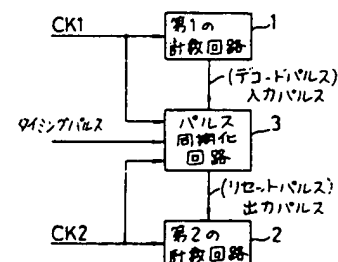 CK1
第1の
計数回路
1
(デコードパルス)
入力パルス
タイミングパルス
パルス
同期化
回路
3
(リセットパルス)
出力パルス
CK2
第2の
計数回路
2